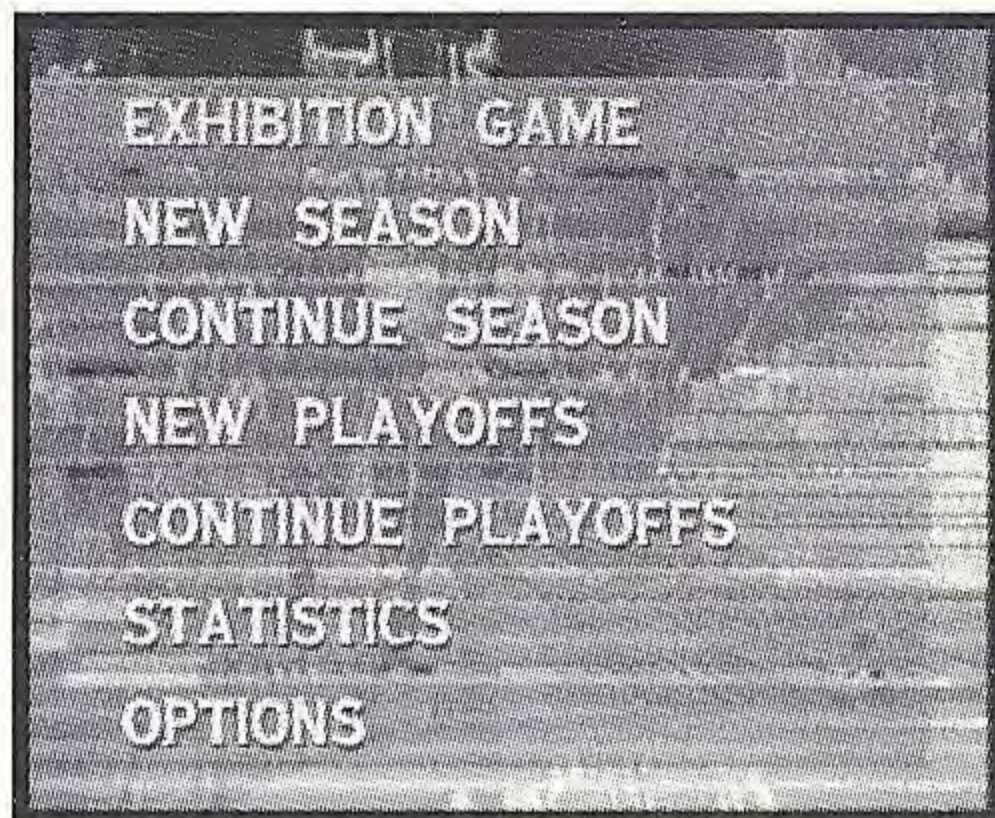 EXHIBITION GAME
NEW SEASON
CONTINUE SEASON
NEW PLAYOFFS
CONTINUE PLAYOFFS
STATISTICS
OPTIONS